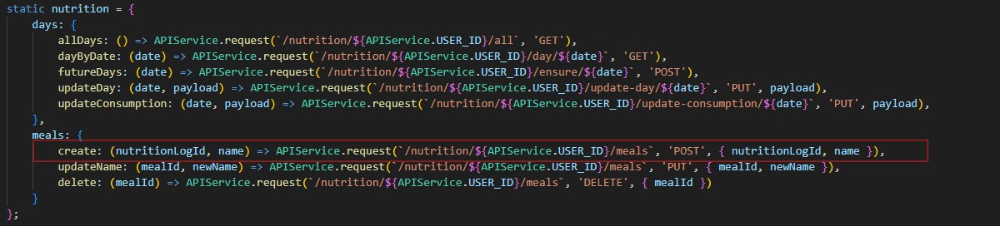 static nutrition = {
    days: {
        allDays: () => APIService.request(`/nutrition/${APIService.USER_ID}/all`, 'GET'),
        dayByDate: (date) => APIService.request(`/nutrition/${APIService.USER_ID}/day/${date}`, 'GET'),
        futureDays: (date) => APIService.request(`/nutrition/${APIService.USER_ID}/ensure/${date}`, 'POST'),
        updateDay: (date, payload) => APIService.request(`/nutrition/${APIService.USER_ID}/update-day/${date}`, 'PUT', payload),
        updateConsumption: (date, payload) => APIService.request(`/nutrition/${APIService.USER_ID}/update-consumption/${date}`, 'PUT', payload),
    },
    meals: {
        create: (nutritionLogId, name) => APIService.request(`/nutrition/${APIService.USER_ID}/meals`, 'POST', { nutritionLogId, name }),
        updateName: (mealId, newName) => APIService.request(`/nutrition/${APIService.USER_ID}/meals`, 'PUT', { mealId, newName }),
        delete: (mealId) => APIService.request(`/nutrition/${APIService.USER_ID}/meals`, 'DELETE', { mealId })
    }
};